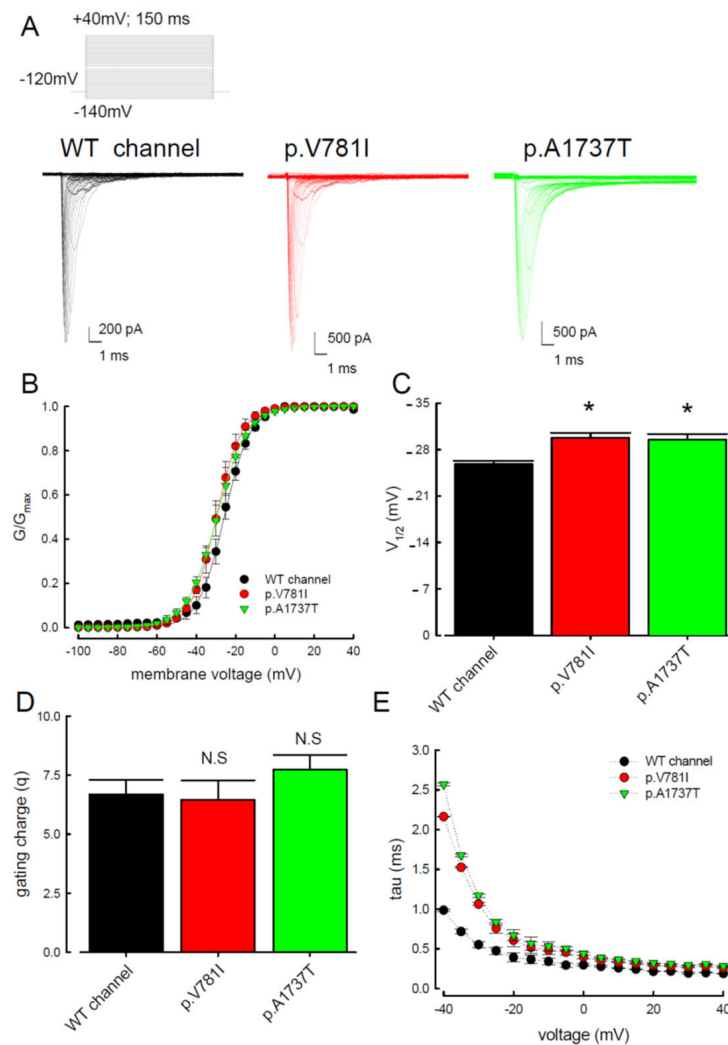 A
+40mV; 150 ms
-120mV
-140mV
WT channel
p.V781I
p.A1737T
200 pA
1 ms
500 pA
1 ms
500 pA
1 ms
B
1.0
0.8
0.6
0.4
0.2
0.0
G/Gmax
WT channel
p.V781I
p.A1737T
-100 -80 -60 -40 -20 0 20 40
membrane voltage (mV)
C
-35
-28
-21
-14
-7
0
V1/2 (mV)
* *
WT channel
p.V781I
p.A1737T
D
10.0
7.5
5.0
2.5
0.0
gating charge (q)
N.S
N.S
WT channel
p.V781I
p.A1737T
E
3.0
2.5
2.0
1.5
1.0
0.5
0.0
tau (ms)
WT channel
p.V781I
p.A1737T
-40 -20 0 20 40
voltage (mV)